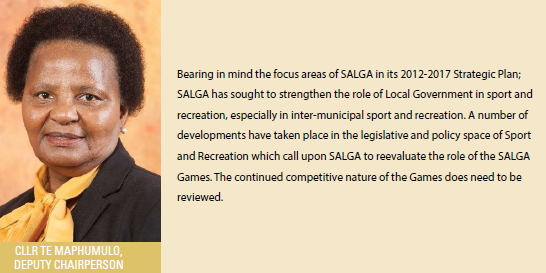 Bearing in mind the focus areas of SALGA in its 2012-2017 Strategic Plan;
SALGA has sought to strengthen the role of Local Government in sport and
recreation, especially in inter-municipal sport and recreation. A number of
developments have taken place in the legislative and policy space of Sport
and Recreation which call upon SALGA to reevaluate the role of the SALGA
Games. The continued competitive nature of the Games does need to be
reviewed.
CLLR TE MAPHUMULO,
DEPUTY CHAIRPERSON